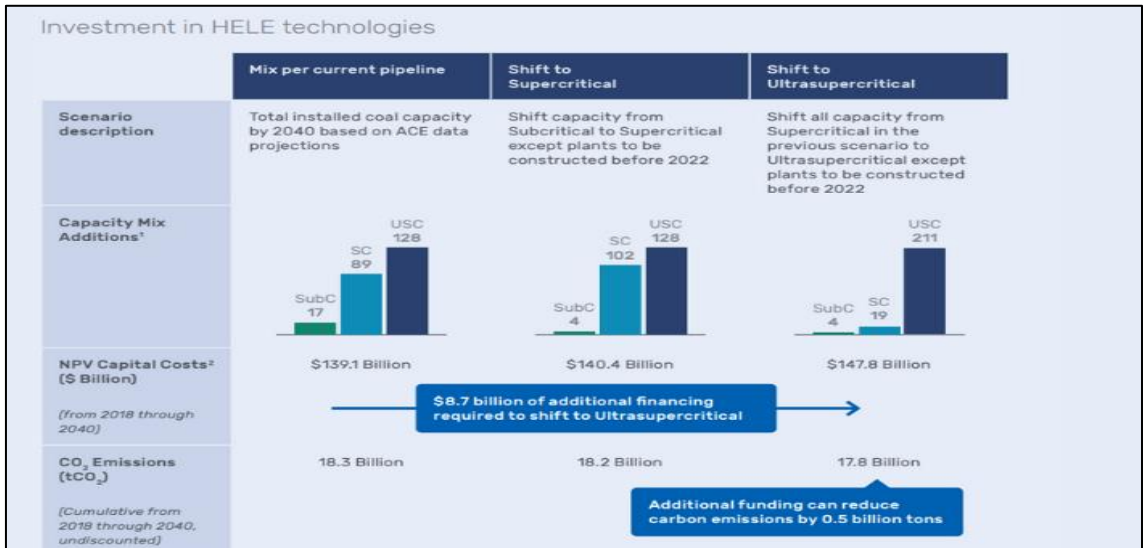 Investment in HELE technologies
Mix per current pipeline
Shift to
Supercritical
Shift to
Ultrasupercritical
Scenario
description
Total installed coal capacity
by 2040 based on ACE data
projections
Shift capacity from
Subcritical to Supercritical
except plants to be
constructed before 2022
Shift all capacity from
Supercritical in the
previous scenario to
Ultrasupercritical except
plants to be constructed
before 2022
Capacity Mix
Additions¹
SubC
17
SC
89
USC
128
SubC
4
SC
102
USC
128
SubC
4
SC
19
USC
211
NPV Capital Costs²
($ Billion)
(from 2018 through
2040)
$139.1 Billion
$140.4 Billion
$147.8 Billion
$8.7 billion of additional financing
required to shift to Ultrasupercritical
CO₂ Emissions
(tCO₂)
(Cumulative from
2018 through 2040,
undiscounted)
18.3 Billion
18.2 Billion
17.8 Billion
Additional funding can reduce
carbon emissions by 0.5 billion tons